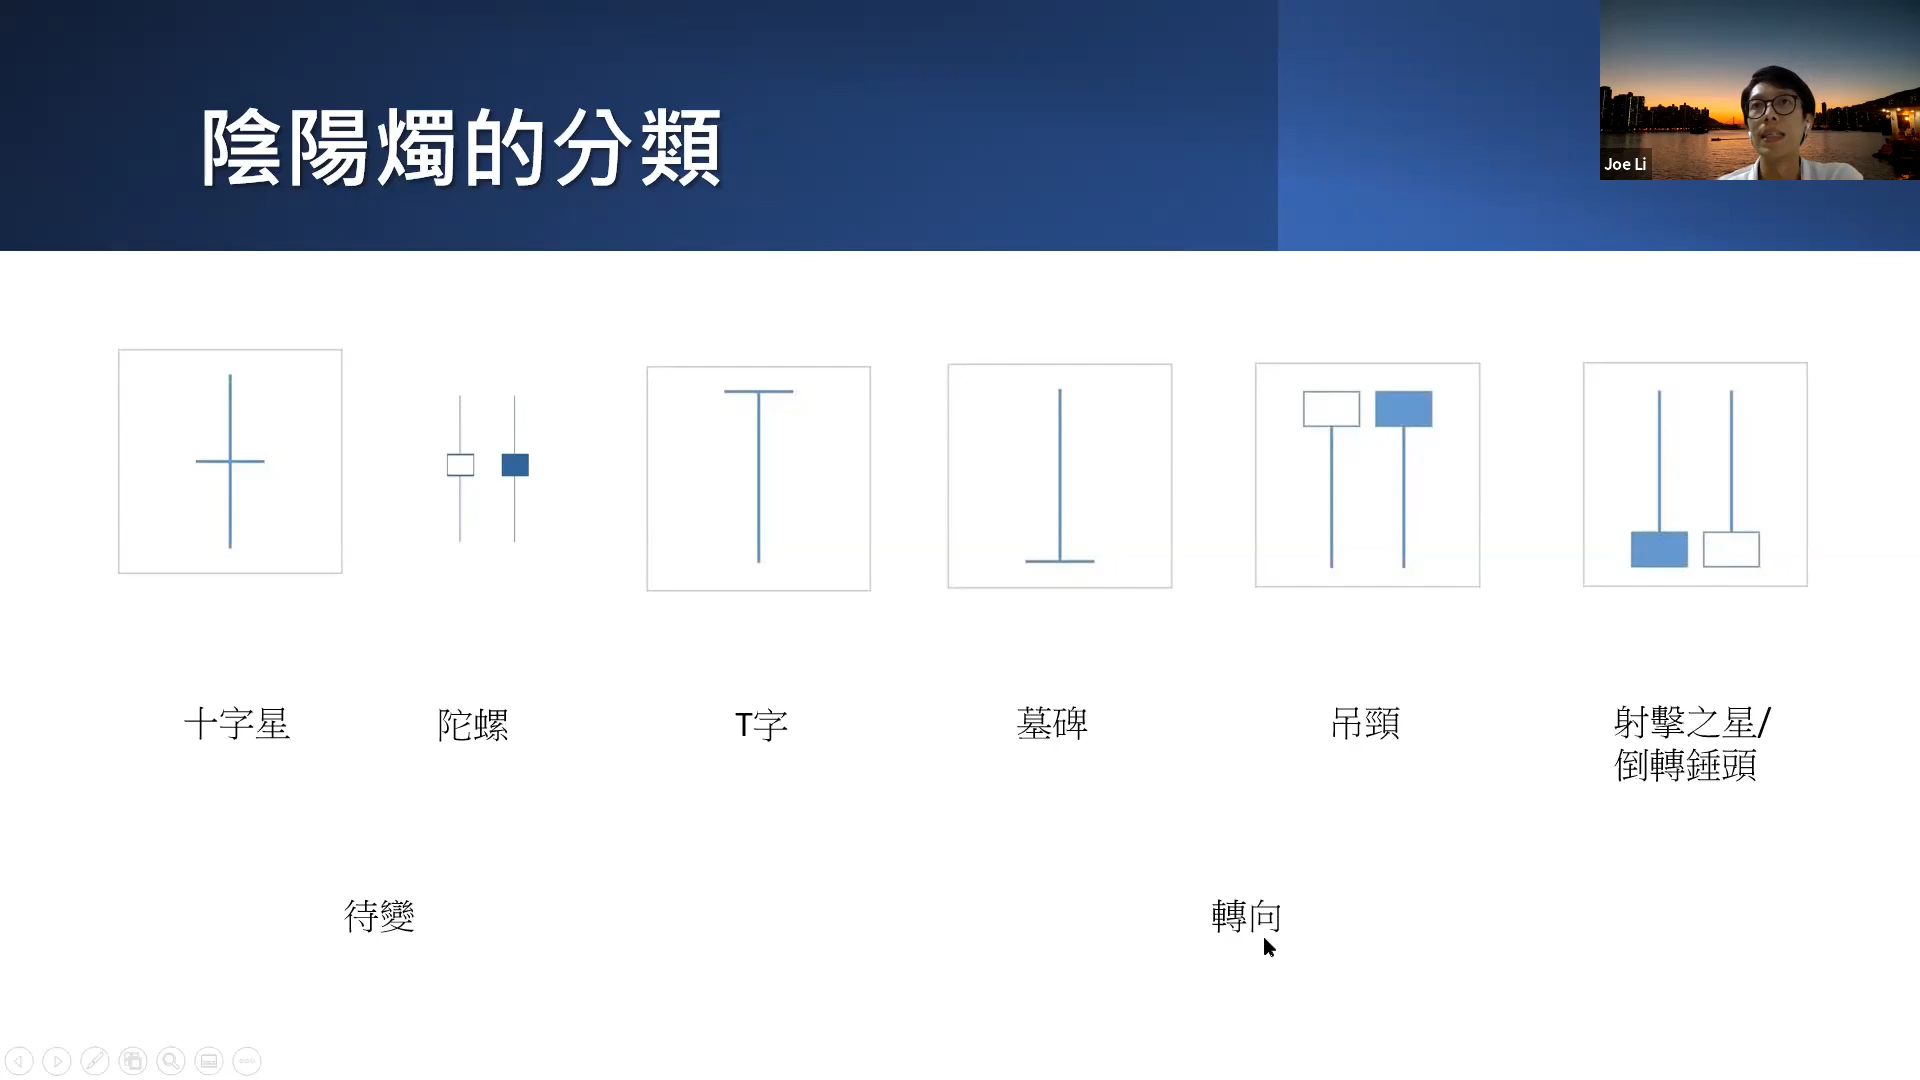 陰陽燭的分類
Joe Li
十字星
陀螺
T字
墓碑
吊頸
射擊之星/
倒轉錘頭
待變
轉向